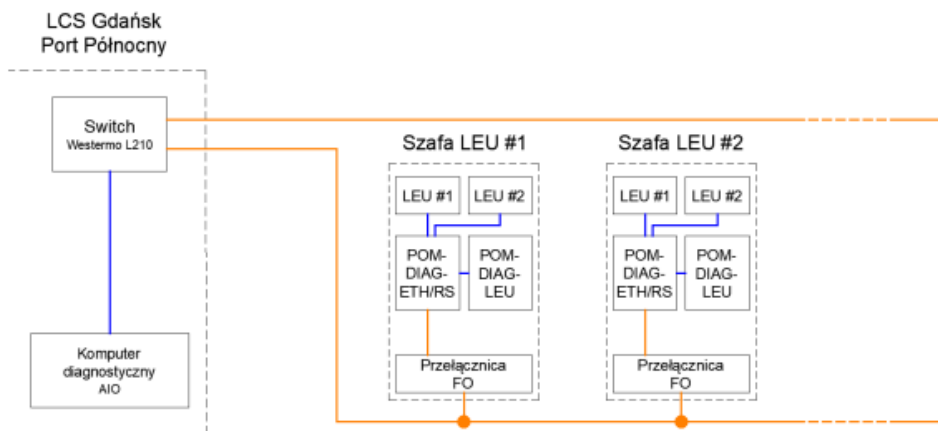 LCS Gdańsk
Port Północny
Switch
Westermo L210
Komputer
diagnostyczny
AIO
Szafa LEU #1
LEU #1
LEU #2
POM-
DIAG-
ETH/RS
POM-
DIAG-
LEU
Przełącznica
FO
Szafa LEU #2
LEU #1
LEU #2
POM-
DIAG-
ETH/RS
POM-
DIAG-
LEU
Przełącznica
FO